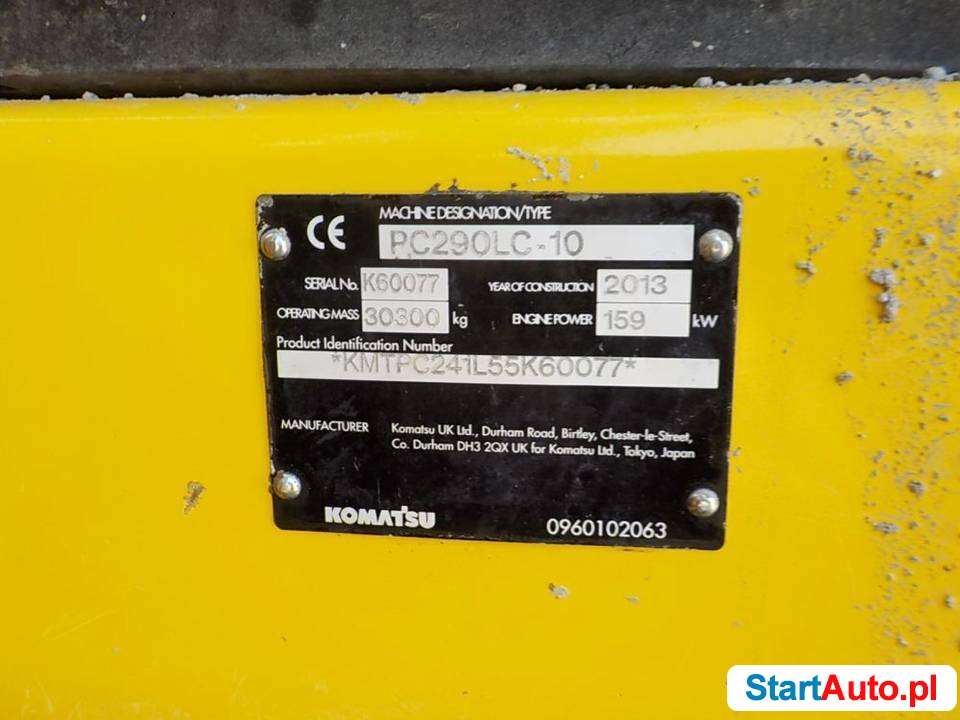 CE MACHINE DESIGNATION/TYPE
PC290LC-10
SERIAL No. K60077 YEAR OF CONSTRUCTION 2013
OPERATING MASS 30300 kg ENGINE POWER 159 kW
Product Identification Number
*KMTPC241L55K60077*
MANUFACTURER Komatsu UK Ltd., Durham Road, Birtley, Chester-le-Street,
Co. Durham DH3 2QX UK for Komatsu Ltd., Tokyo, Japan
KOMATSU 0960102063
StartAuto.pl